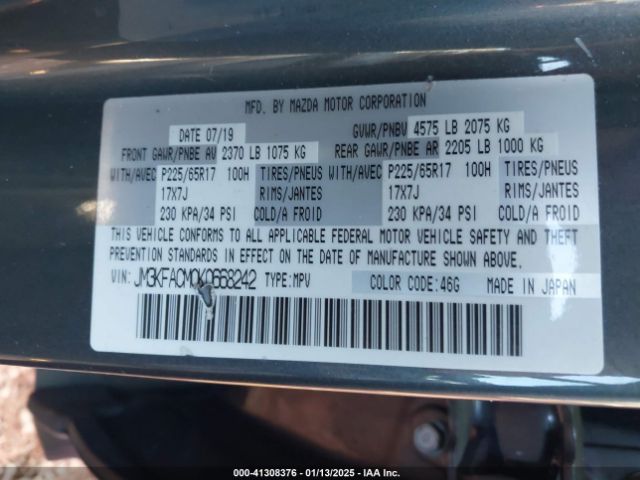 MFD. BY MAZDA MOTOR CORPORATION
DATE 07/19 GVWR/PNBV 4575 LB 2075 KG
FRONT GAWR/PNBE AV 2370 LB 1075 KG REAR GAWR/PNBE AR 2205 LB 1000 KG
WITH/AVEC P225/65R17 100H TIRES/PNEUS WITH/AVEC P225/65R17 100H TIRES/PNEUS
17X7J RIMS/JANTES 17X7J RIMS/JANTES
230 KPA/34 PSI COLD/A FROID 230 KPA/34 PSI COLD/A FROID
THIS VEHICLE CONFORMS TO ALL APPLICABLE FEDERAL MOTOR VEHICLE SAFETY AND THEFT
PREVENTION STANDARDS IN EFFECT ON THE DATE OF MANUFACTURE SHOWN ABOVE.
VIN: JM3KFACM0K0668242 TYPE: MPV COLOR CODE: 46G MADE IN JAPAN
000-41308376 - 01/13/2025 - IAA Inc.